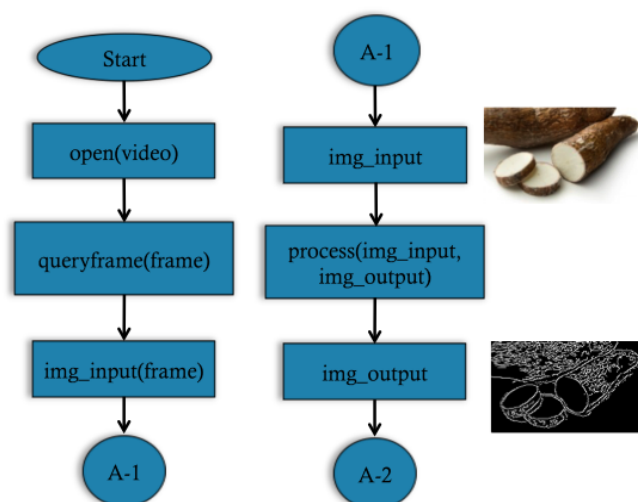 Start
open(video)
queryframe(frame)
img_input(frame)
A-1
A-1
img_input
process(img_input,
img_output)
img_output
A-2